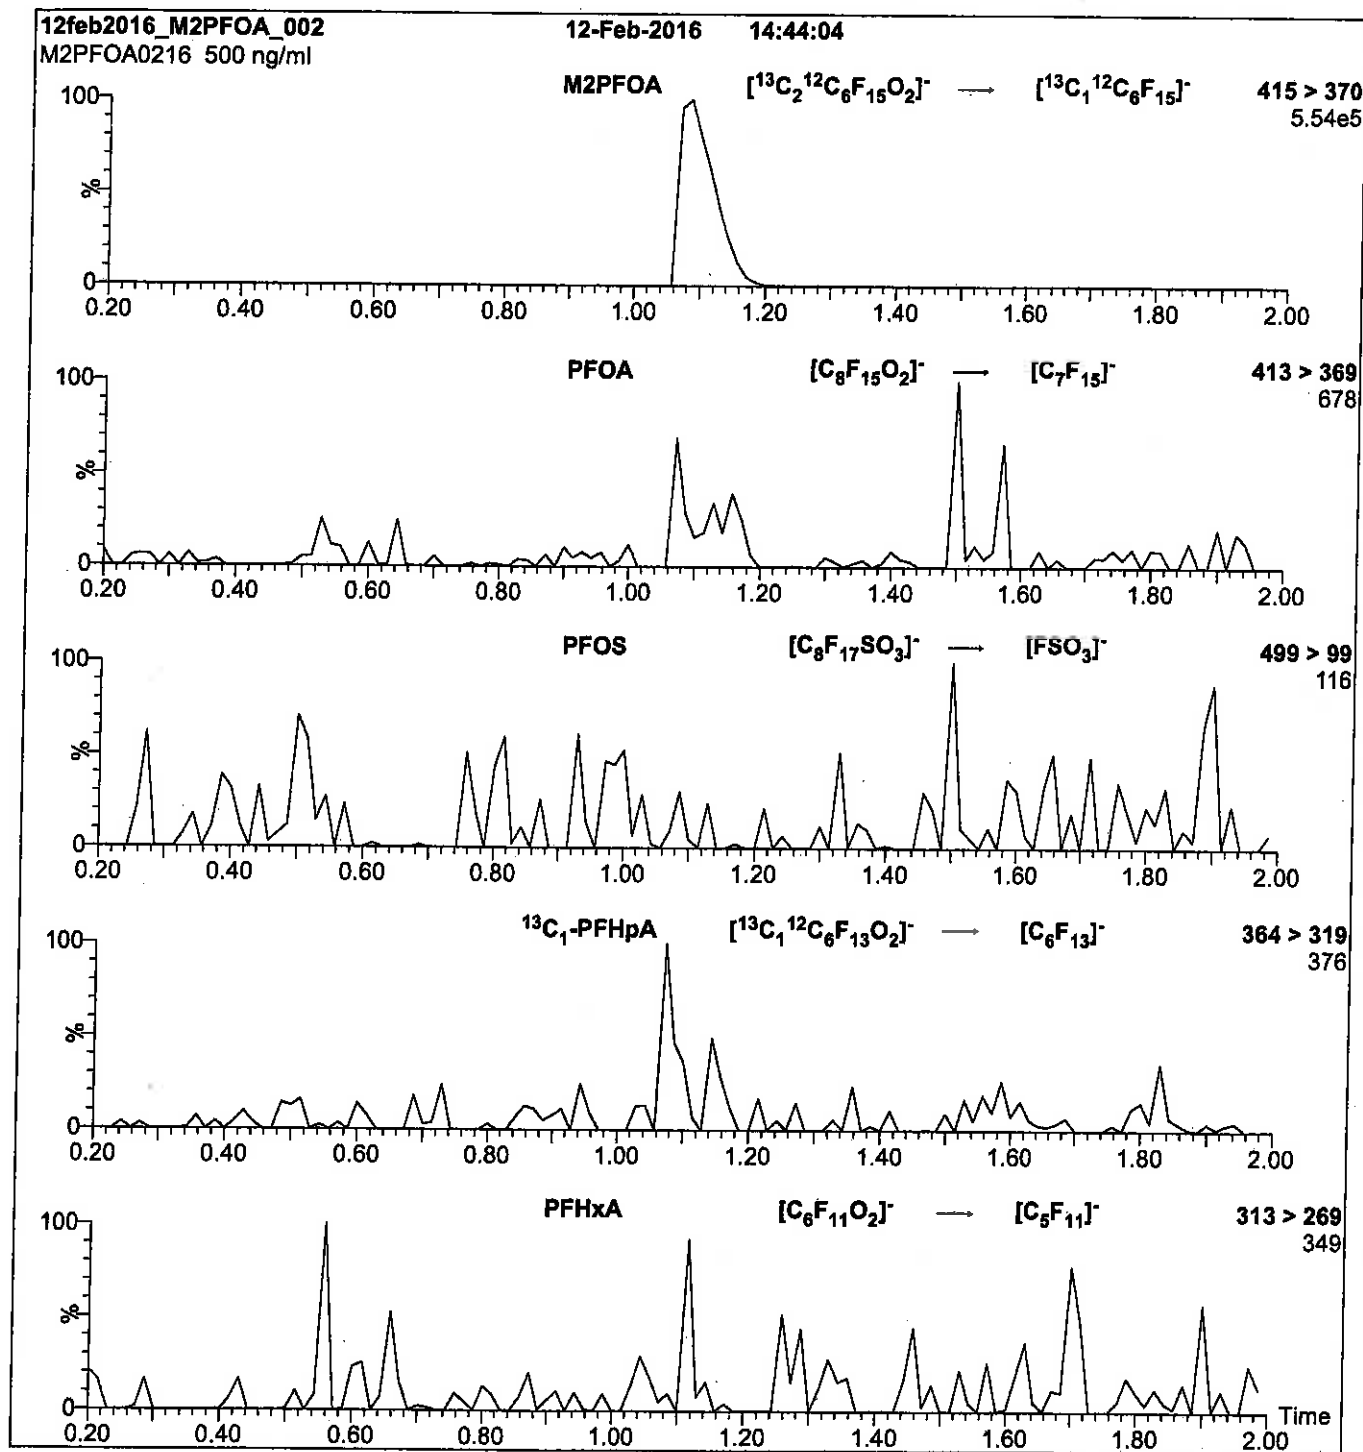 12feb2016_M2PFOA_002 12-Feb-2016 14:44:04
M2PFOA0216 500 ng/ml
M2PFOA [¹³C₂¹²C₆F₁₅O₂]⁻ → [¹³C₁¹²C₆F₁₅]⁻ 415 > 370
5.54e5
100
%
0
0.20 0.40 0.60 0.80 1.00 1.20 1.40 1.60 1.80 2.00
PFOA [C₈F₁₅O₂]⁻ → [C₇F₁₅]⁻ 413 > 369
678
100
%
0
0.20 0.40 0.60 0.80 1.00 1.20 1.40 1.60 1.80 2.00
PFOS [C₈F₁₇SO₃]⁻ → [FSO₃]⁻ 499 > 99
116
100
%
0
0.20 0.40 0.60 0.80 1.00 1.20 1.40 1.60 1.80 2.00
¹³C₁-PFHpA [¹³C₁¹²C₆F₁₃O₂]⁻ → [C₆F₁₃]⁻ 364 > 319
376
100
%
0
0.20 0.40 0.60 0.80 1.00 1.20 1.40 1.60 1.80 2.00
PFHxA [C₆F₁₁O₂]⁻ → [C₅F₁₁]⁻ 313 > 269
349
100
%
0
0.20 0.40 0.60 0.80 1.00 1.20 1.40 1.60 1.80 2.00 Time